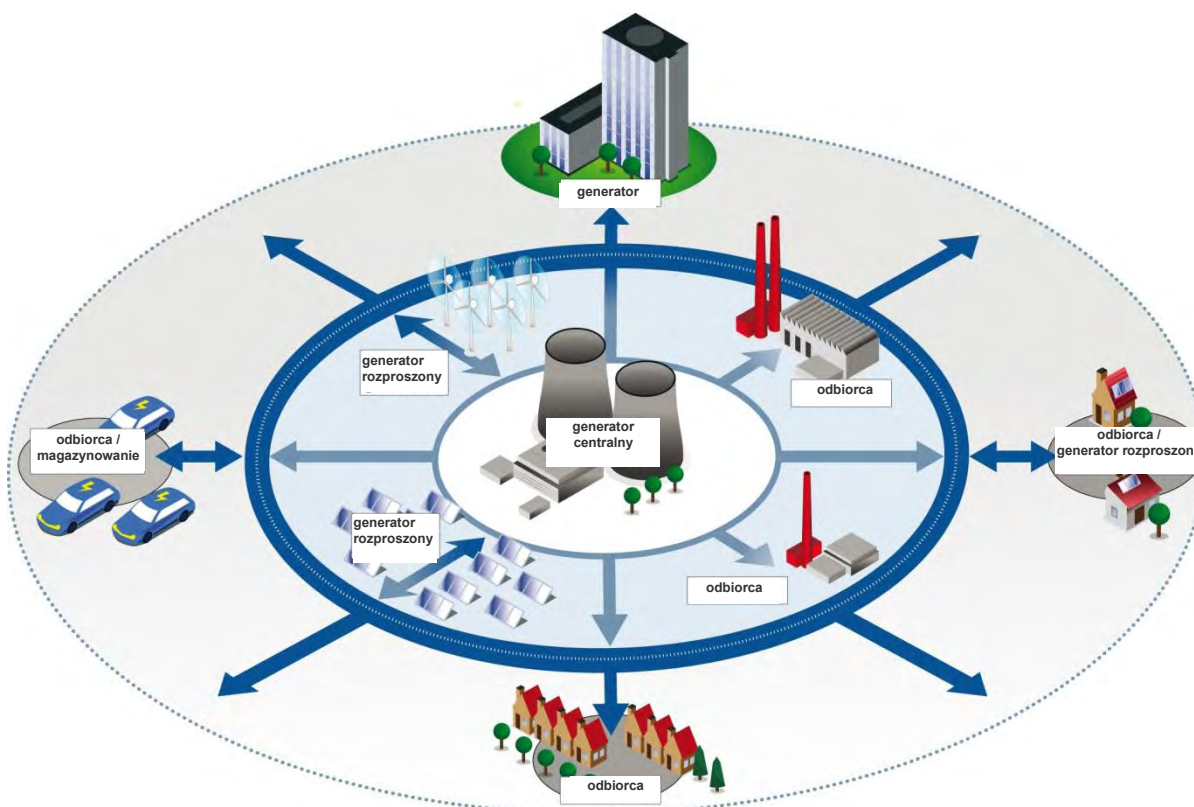 generator
generator
rozproszony
odbiorca
generator
centralny
odbiorca /
magazynowanie
odbiorca /
generator rozproszon
generator
rozproszony
odbiorca
odbiorca